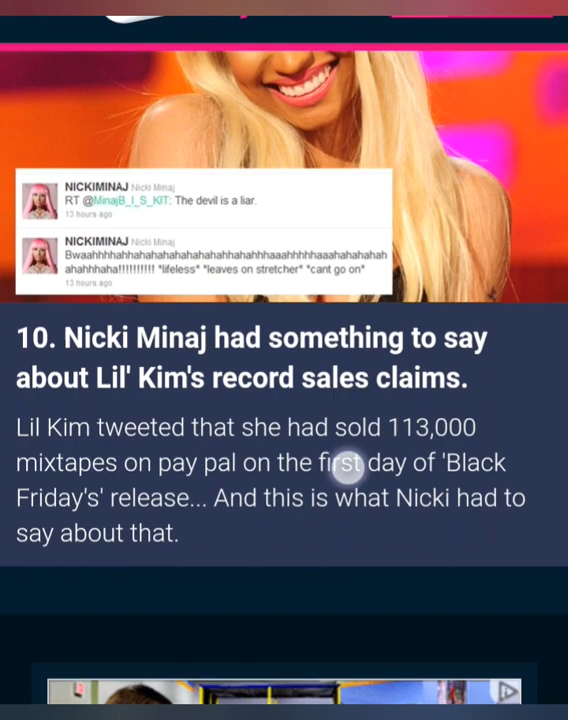 NICKIMINAJ Nicki Minaj
RT @MinajB_I_S_KIT: The devil is a liar.
13 hours ago
NICKIMINAJ Nicki Minaj
Bwaahhhhahhahahahahahahahahhahahhhaaahhhhhaaahahahahah
ahahhhaha!!!!!!!!!! *lifeless* *leaves on stretcher* *cant go on*
13 hours ago
10. Nicki Minaj had something to say
about Lil' Kim's record sales claims.
Lil Kim tweeted that she had sold 113,000
mixtapes on pay pal on the first day of 'Black
Friday's' release... And this is what Nicki had to
say about that.